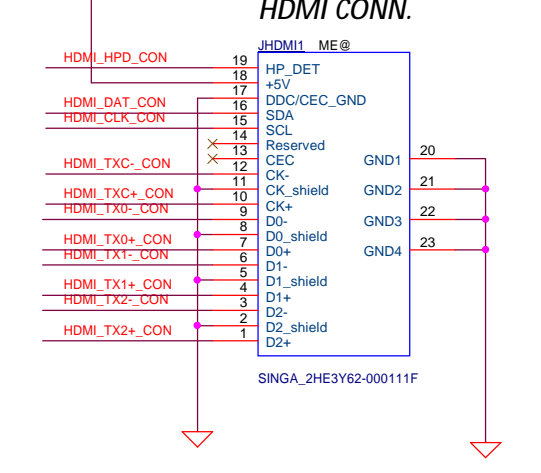 HDMI CONN.
JHDMI1 ME@
HDMI_HPD_CON 19 HP_DET
18 +5V
17 DDC/CEC_GND
HDMI_DAT_CON 16 SDA
HDMI_CLK_CON 15 SCL
14 Reserved
13 CEC GND1 20
HDMI_TXC-_CON 12 CK-
11 CK_shield GND2 21
HDMI_TXC+_CON 10 CK+
HDMI_TX0-_CON 9 D0- GND3 22
8 D0_shield
HDMI_TX0+_CON 7 D0+ GND4 23
HDMI_TX1-_CON 6 D1-
5 D1_shield
HDMI_TX1+_CON 4 D1+
HDMI_TX2-_CON 3 D2-
2 D2_shield
HDMI_TX2+_CON 1 D2+
SINGA_2HE3Y62-000111F